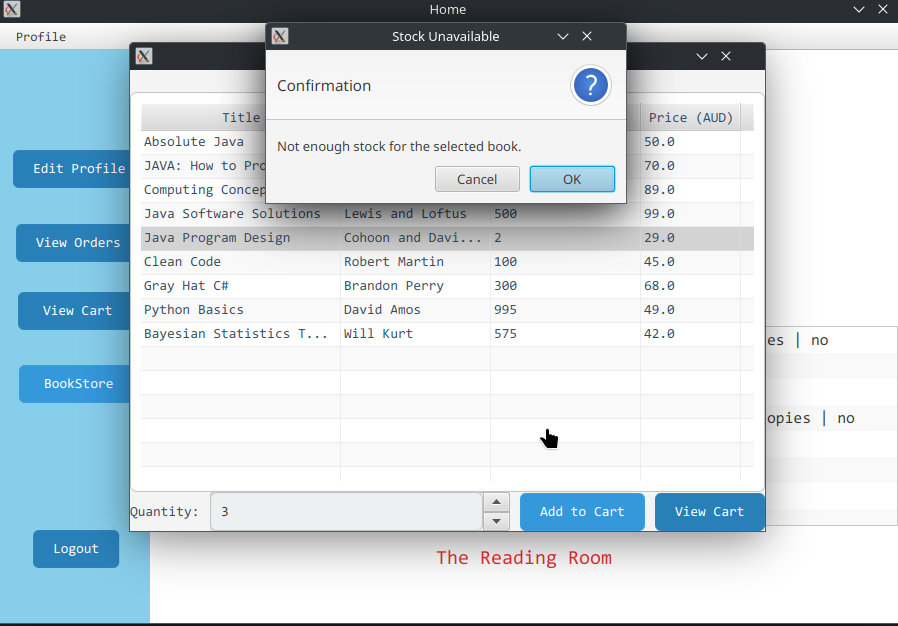 Home
Profile
Stock Unavailable
Confirmation
?
Not enough stock for the selected book.
Cancel OK
Title Price (AUD)
Absolute Java 50.0
JAVA: How to Pro 70.0
Computing Concep 89.0
Java Software Solutions Lewis and Loftus 500 99.0
Java Program Design Cohoon and Davi... 2 29.0
Clean Code Robert Martin 100 45.0
Gray Hat C# Brandon Perry 300 68.0
Python Basics David Amos 995 49.0
Bayesian Statistics T... Will Kurt 575 42.0
Quantity: 3 Add to Cart View Cart
Edit Profile
View Orders
View Cart
BookStore
Logout
es | no
opies | no
The Reading Room